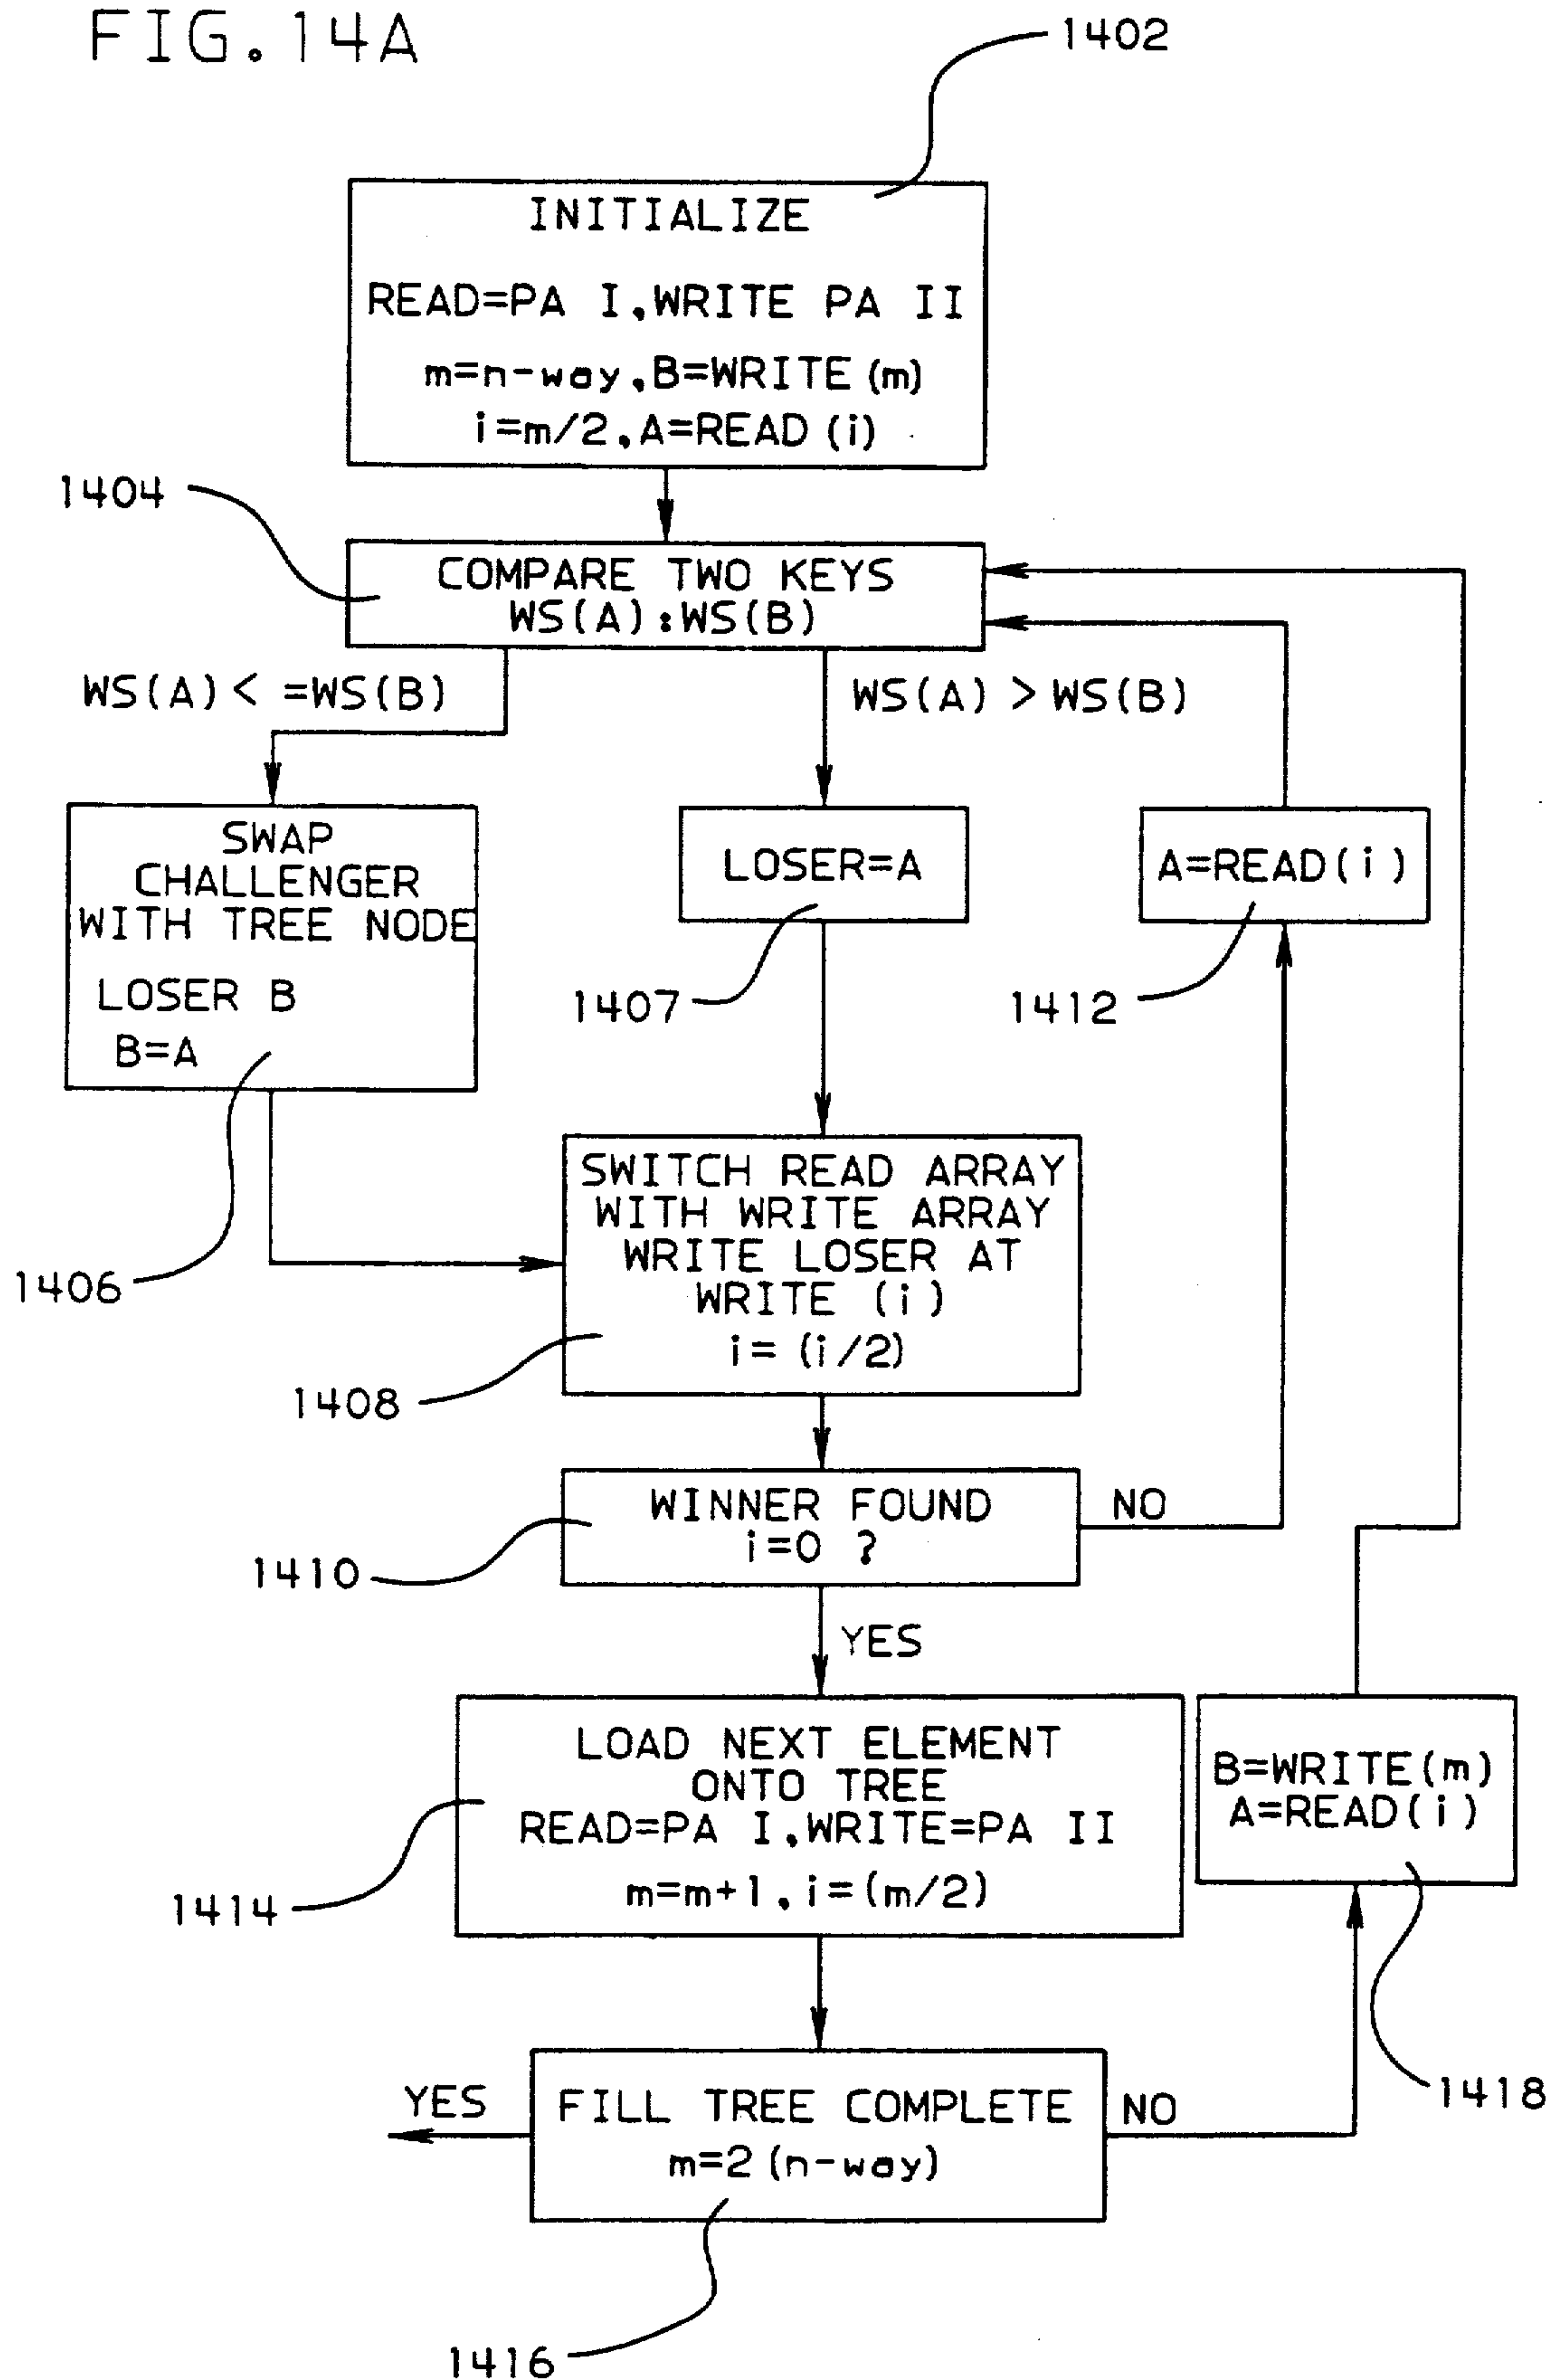 FIG.14A
1402
INITIALIZE
READ=PA I,WRITE PA II
m=n-way,B=WRITE (m)
i=m/2,A=READ (i)
1404
COMPARE TWO KEYS
WS(A):WS(B)
WS(A)< =WS(B)
WS(A) > WS(B)
SWAP
CHALLENGER
WITH TREE NODE
LOSER B
B=A
LOSER=A
A=READ(i)
1407
1412
SWITCH READ ARRAY
WITH WRITE ARRAY
WRITE LOSER AT
WRITE (i)
i= (i/2)
1406
1408
WINNER FOUND
i=0 ?
NO
1410
YES
LOAD NEXT ELEMENT
ONTO TREE
READ=PA I,WRITE=PA II
m=m+1, i=(m/2)
B=WRITE(m)
A=READ(i)
1414
1418
YES
FILL TREE COMPLETE
m=2 (n-way)
NO
1416